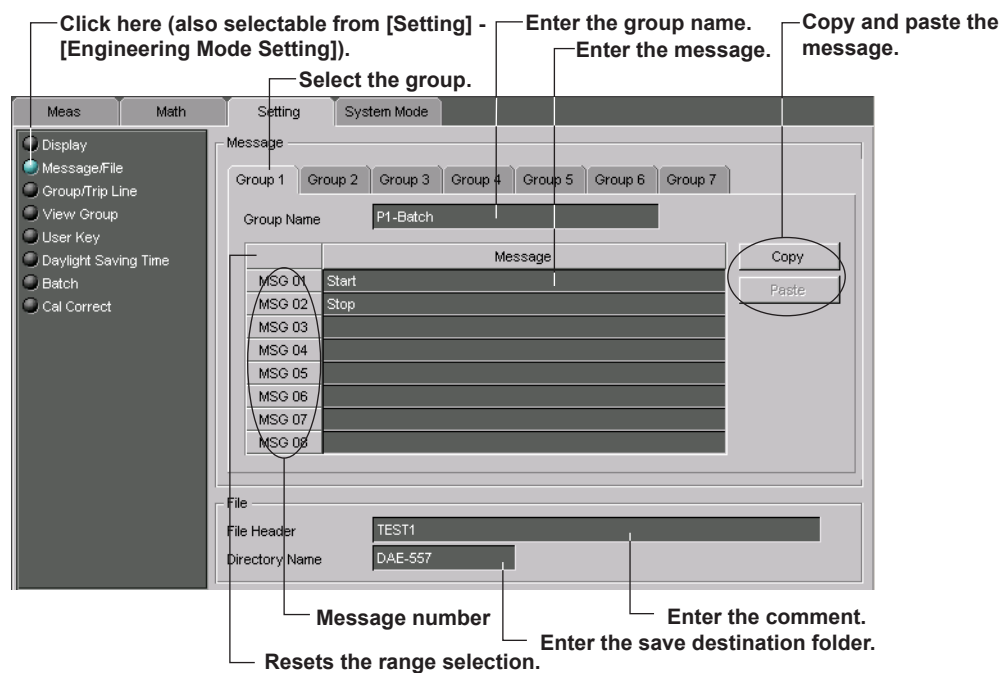 Click here (also selectable from [Setting] -
[Engineering Mode Setting]).
Enter the group name.
Enter the message.
Copy and paste the
message.
Select the group.
Meas
Math
Setting
System Mode
Display
Message/File
Group/Trip Line
View Group
User Key
Daylight Saving Time
Batch
Cal Correct
Message
Group 1
Group 2
Group 3
Group 4
Group 5
Group 6
Group 7
Group Name
P1-Batch
Message
MSG 01
Start
MSG 02
Stop
MSG 03
MSG 04
MSG 05
MSG 06
MSG 07
MSG 08
Copy
Paste
File
File Header
TEST1
Directory Name
DAE-557
Message number
Enter the comment.
Enter the save destination folder.
Resets the range selection.